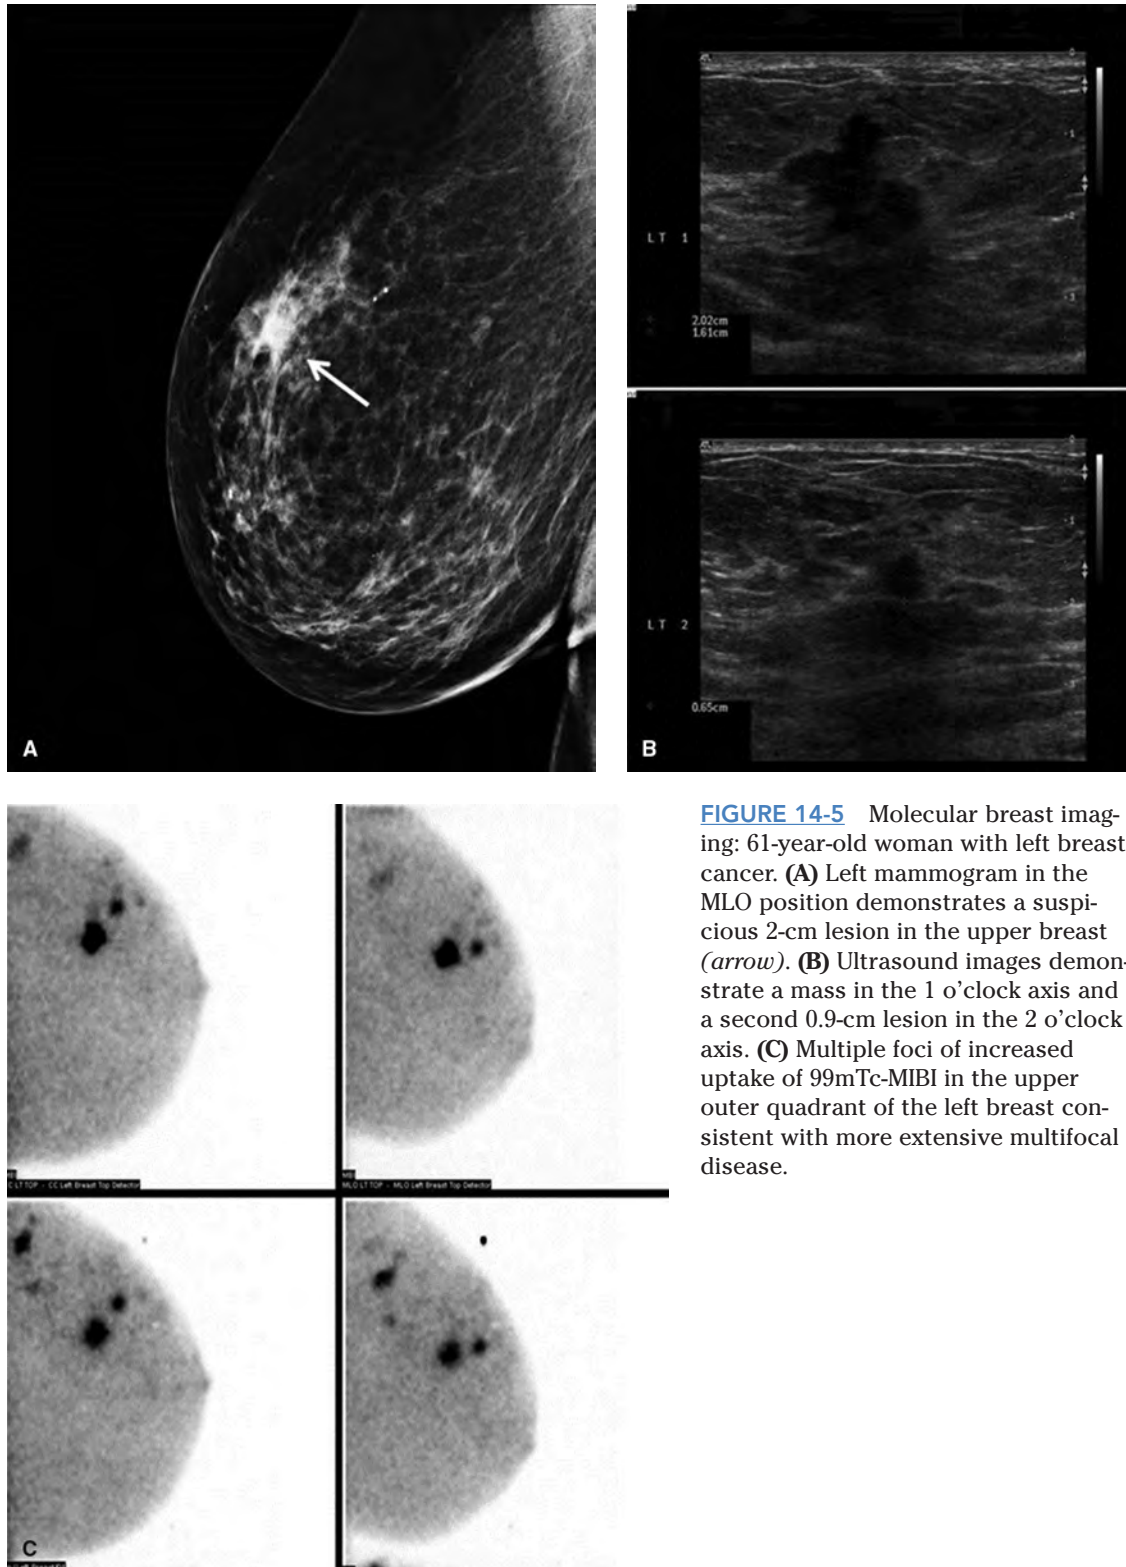 A
LT 1
2.02cm
1.61cm
LT 2
0.65cm
B
FIGURE 14-5 Molecular breast imag-
ing: 61-year-old woman with left breast
cancer. (A) Left mammogram in the
MLO position demonstrates a suspi-
cious 2-cm lesion in the upper breast
(arrow). (B) Ultrasound images demon-
strate a mass in the 1 o’clock axis and
a second 0.9-cm lesion in the 2 o’clock
axis. (C) Multiple foci of increased
uptake of 99mTc-MIBI in the upper
outer quadrant of the left breast con-
sistent with more extensive multifocal
disease.
LT TOP - CC Left Breast Top Detector
MLO LT TOP - MLO Left Breast Top Detector
C